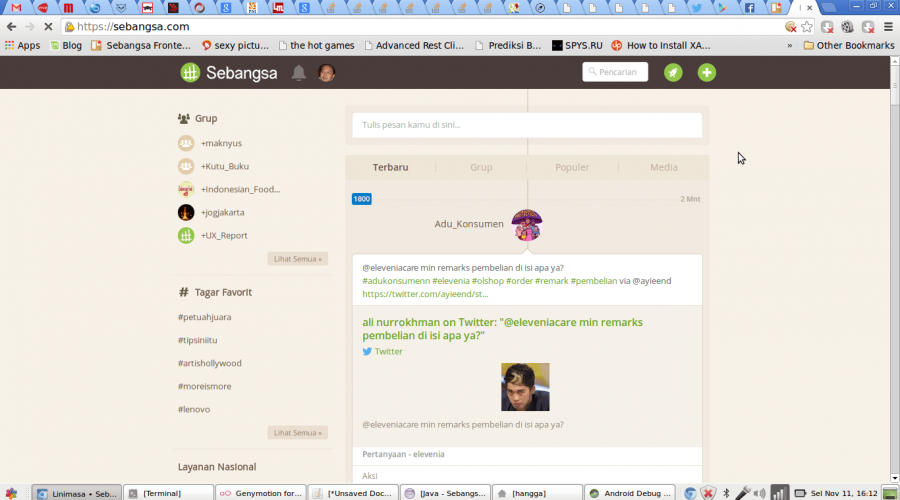 https://sebangsa.com
Apps
Blog
Sebangsa Fronte...
sexy pictu...
the hot games
Advanced Rest Cli...
Prediksi B...
SPYS.RU
How to Install XA...
»
Other Bookmarks
Sebangsa
Pencarian
Grup
+maknyus
+Kutu_Buku
+Indonesian_Food...
+jogjakarta
+UX_Report
Lihat Semua »
# Tagar Favorit
#petuahjuara
#tipsiniitu
#artishollywood
#moreismore
#lenovo
Lihat Semua »
Layanan Nasional
Tulis pesan kamu di sini...
Terbaru
Grup
Populer
Media
1800
2 Mnt
Adu_Konsumen
@eleveniacare min remarks pembelian di isi apa ya?
#adukonsumenn #elevenia #olshop #order #remark #pembelian via @ayieend
https://twitter.com/ayieend/st...
ali nurrokhman on Twitter: "@eleveniacare min remarks
pembelian di isi apa ya?"
Twitter
@eleveniacare min remarks pembelian di isi apa ya?
Pertanyaan - elevenia
Aksi
Linimasa • Seb...
[Terminal]
Genymotion for...
[*Unsaved Doc...
[Java - Sebangs...
[hangga]
Android Debug ...
Sel Nov 11, 16:12